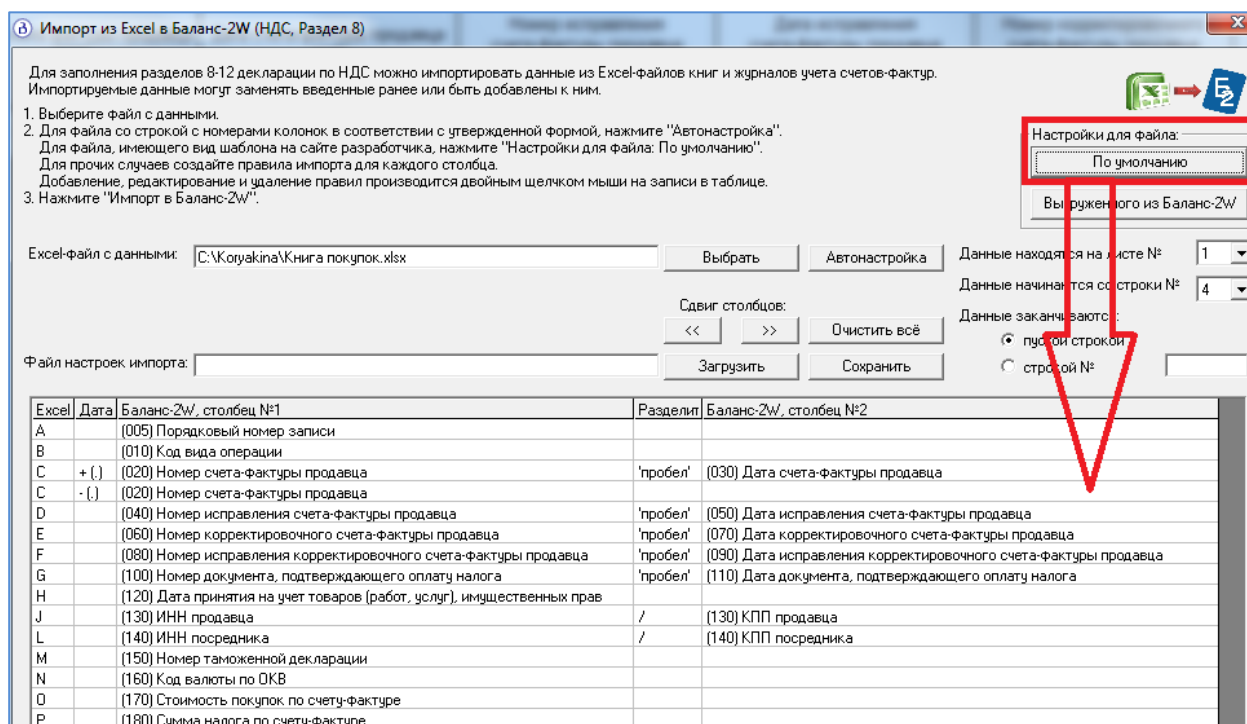 Импорт из Excel в Баланс-2W (НДС, Раздел 8)
Для заполнения разделов 8-12 декларации по НДС можно импортировать данные из Excel-файлов книг и журналов учета счетов-фактур.
Импортируемые данные могут заменять введенные ранее или быть добавлены к ним.
1. Выберите файл с данными.
2. Для файла со строкой с номерами колонок в соответствии с утвержденной формой, нажмите "Автонастройка".
Для файла, имеющего вид шаблона на сайте разработчика, нажмите "Настройки для файла: По умолчанию".
Для прочих случаев создайте правила импорта для каждого столбца.
Добавление, редактирование и удаление правил производится двойным щелчком мыши на записи в таблице.
3. Нажмите "Импорт в Баланс-2W".
Настройки для файла:
По умолчанию
Выгруженного из Баланс-2W
Excel-файл с данными: C:\Koryakina\Книга покупок.xlsx Выбрать Автонастройка
Данные находятся на листе № 1
Данные начинаются со строки № 4
Сдвиг столбцов:
<< >> Очистить всё
Данные заканчиваются:
пустой строкой
строкой №
Файл настроек импорта: Загрузить Сохранить
Excel Дата Баланс-2W, столбец №1 Разделит Баланс-2W, столбец №2
A (005) Порядковый номер записи
B (010) Код вида операции
C + (.) (020) Номер счета-фактуры продавца 'пробел' (030) Дата счета-фактуры продавца
C - (.) (020) Номер счета-фактуры продавца
D (040) Номер исправления счета-фактуры продавца 'пробел' (050) Дата исправления счета-фактуры продавца
E (060) Номер корректировочного счета-фактуры продавца 'пробел' (070) Дата корректировочного счета-фактуры продавца
F (080) Номер исправления корректировочного счета-фактуры продавца 'пробел' (090) Дата исправления корректировочного счета-фактуры продавца
G (100) Номер документа, подтверждающего оплату налога 'пробел' (110) Дата документа, подтверждающего оплату налога
H (120) Дата принятия на учет товаров (работ, услуг), имущественных прав
J (130) ИНН продавца / (130) КПП продавца
L (140) ИНН посредника / (140) КПП посредника
M (150) Номер таможенной декларации
N (160) Код валюты по ОКВ
O (170) Стоимость покупок по счету-фактуре
P (180) Сумма налога по счету-фактуре